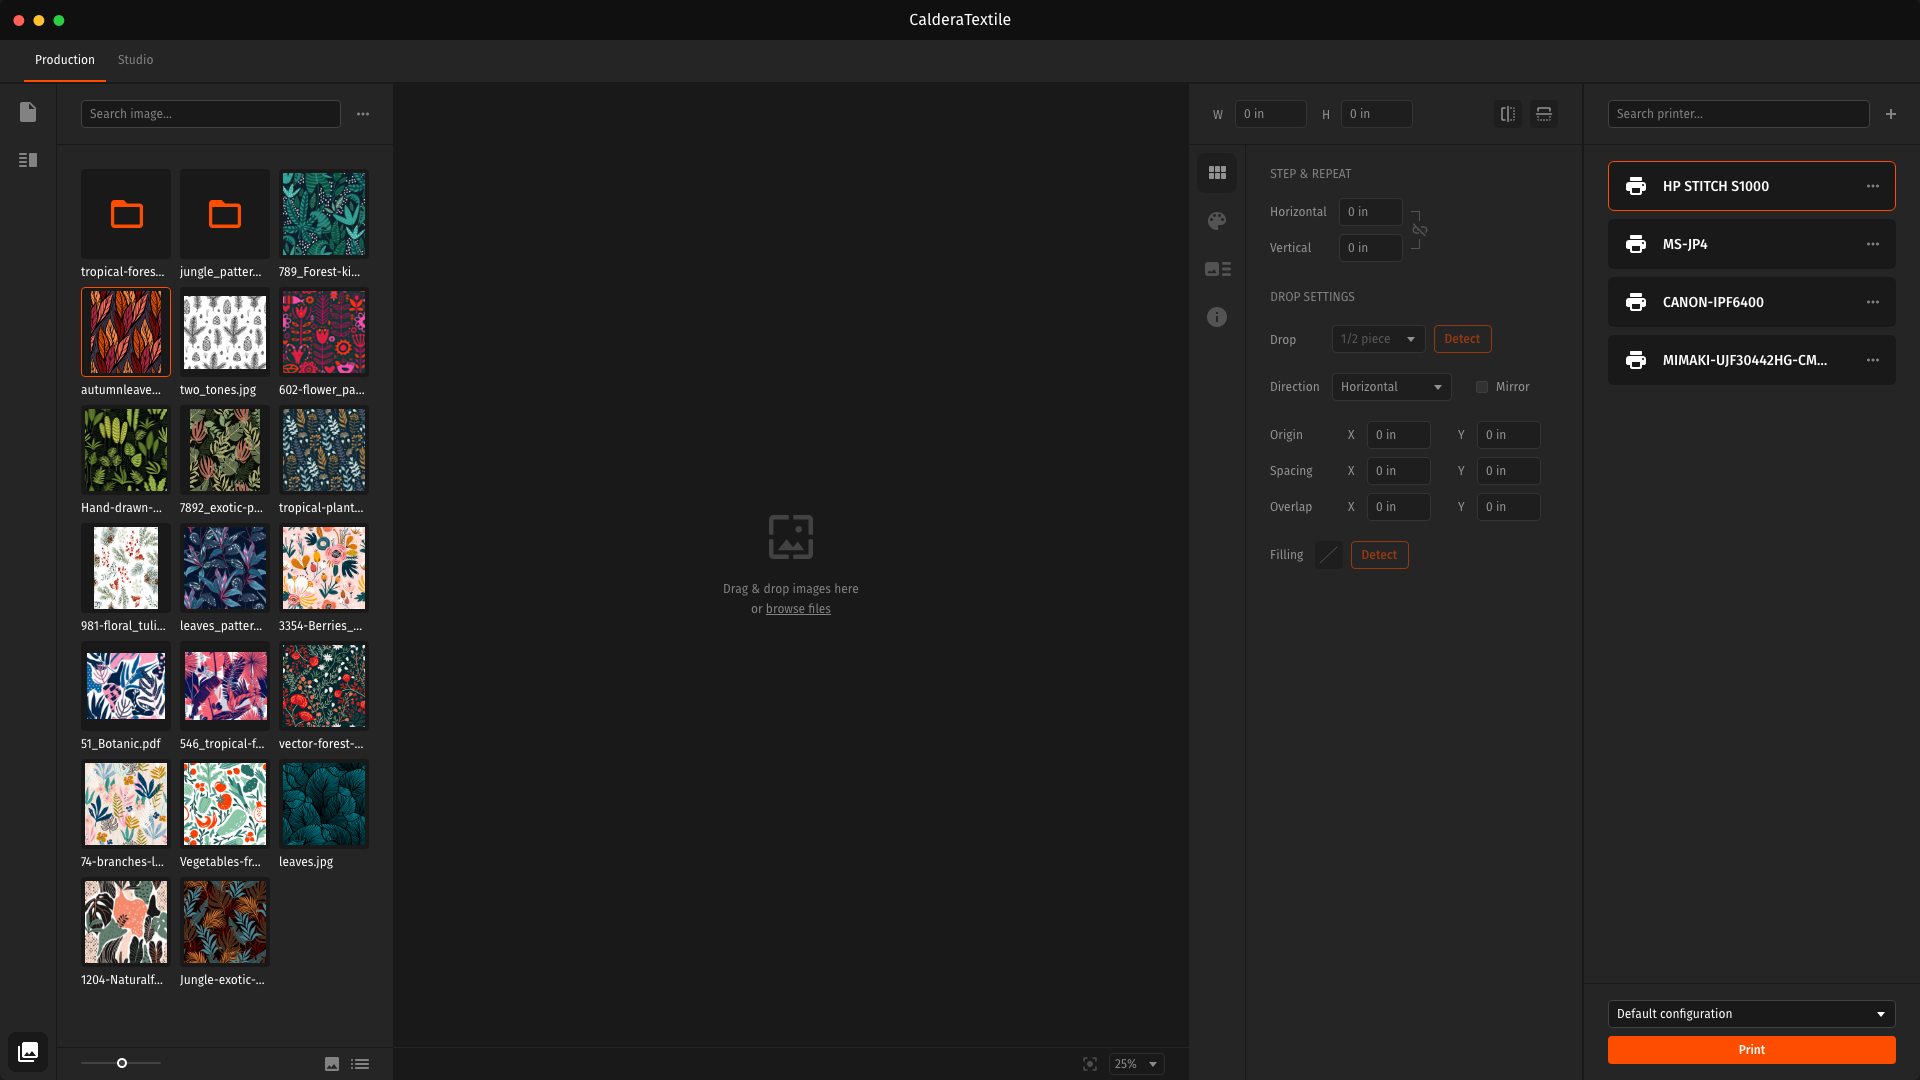 CalderaTextile
Production
Studio
Search image...
W 0 in H 0 in
Search printer...
tropical-fores...
jungle_patter...
789_Forest-ki...
autumnleave...
two_tones.jpg
602-flower_pa...
Hand-drawn-...
7892_exotic-p...
tropical-plant...
981-floral_tuli...
leaves_patter...
3354-Berries_...
51_Botanic.pdf
546_tropical-f...
vector-forest-...
74-branches-l...
Vegetables-fr...
leaves.jpg
1204-Naturalf...
Jungle-exotic-...
Drag & drop images here
or browse files
25%
STEP & REPEAT
Horizontal 0 in
Vertical 0 in
DROP SETTINGS
Drop 1/2 piece Detect
Direction Horizontal Mirror
Origin X 0 in Y 0 in
Spacing X 0 in Y 0 in
Overlap X 0 in Y 0 in
Filling Detect
HP STITCH S1000
MS-JP4
CANON-IPF6400
MIMAKI-UJF30442HG-CM...
Default configuration
Print